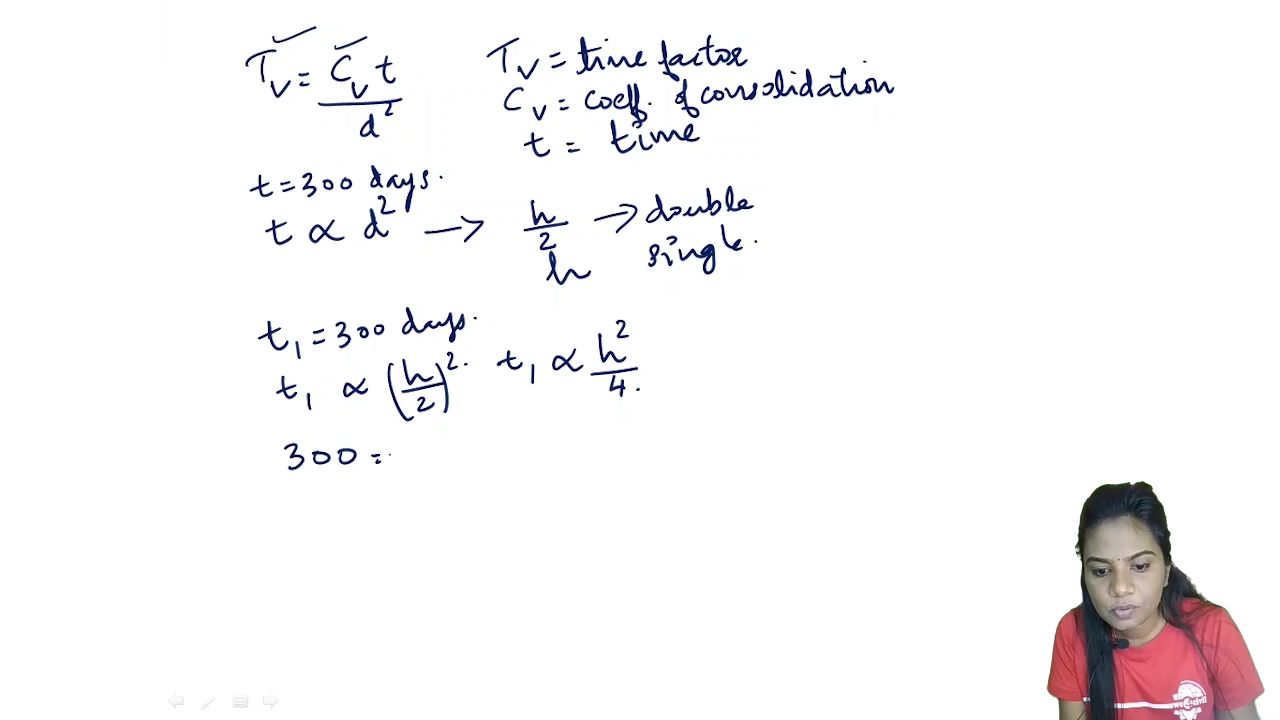 Tv = Cv t / d²
Tv = time factor
Cv = coeff. of consolidation
t = time
t = 300 days.
t ∝ d² → h/2 → double
h single.
t₁ = 300 days.
t₁ ∝ (h/2)². t₁ ∝ h²/4.
300 =